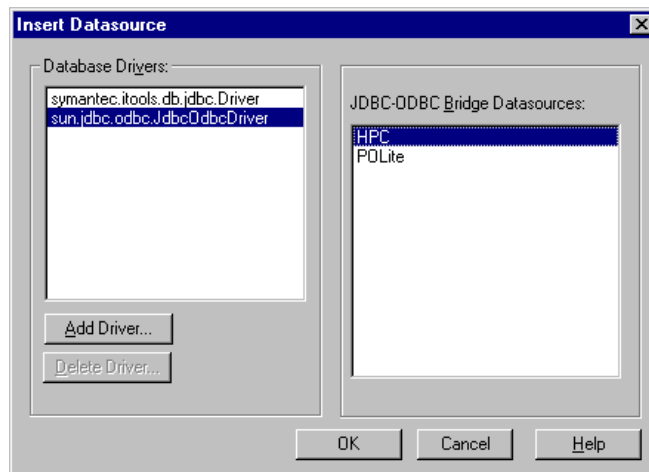 Insert Datasource
Database Drivers:
symantec.itools.db.jdbc.Driver
sun.jdbc.odbc.JdbcOdbcDriver
Add Driver...
Delete Driver...
JDBC-ODBC Bridge Datasources:
HPC
POLite
OK
Cancel
Help